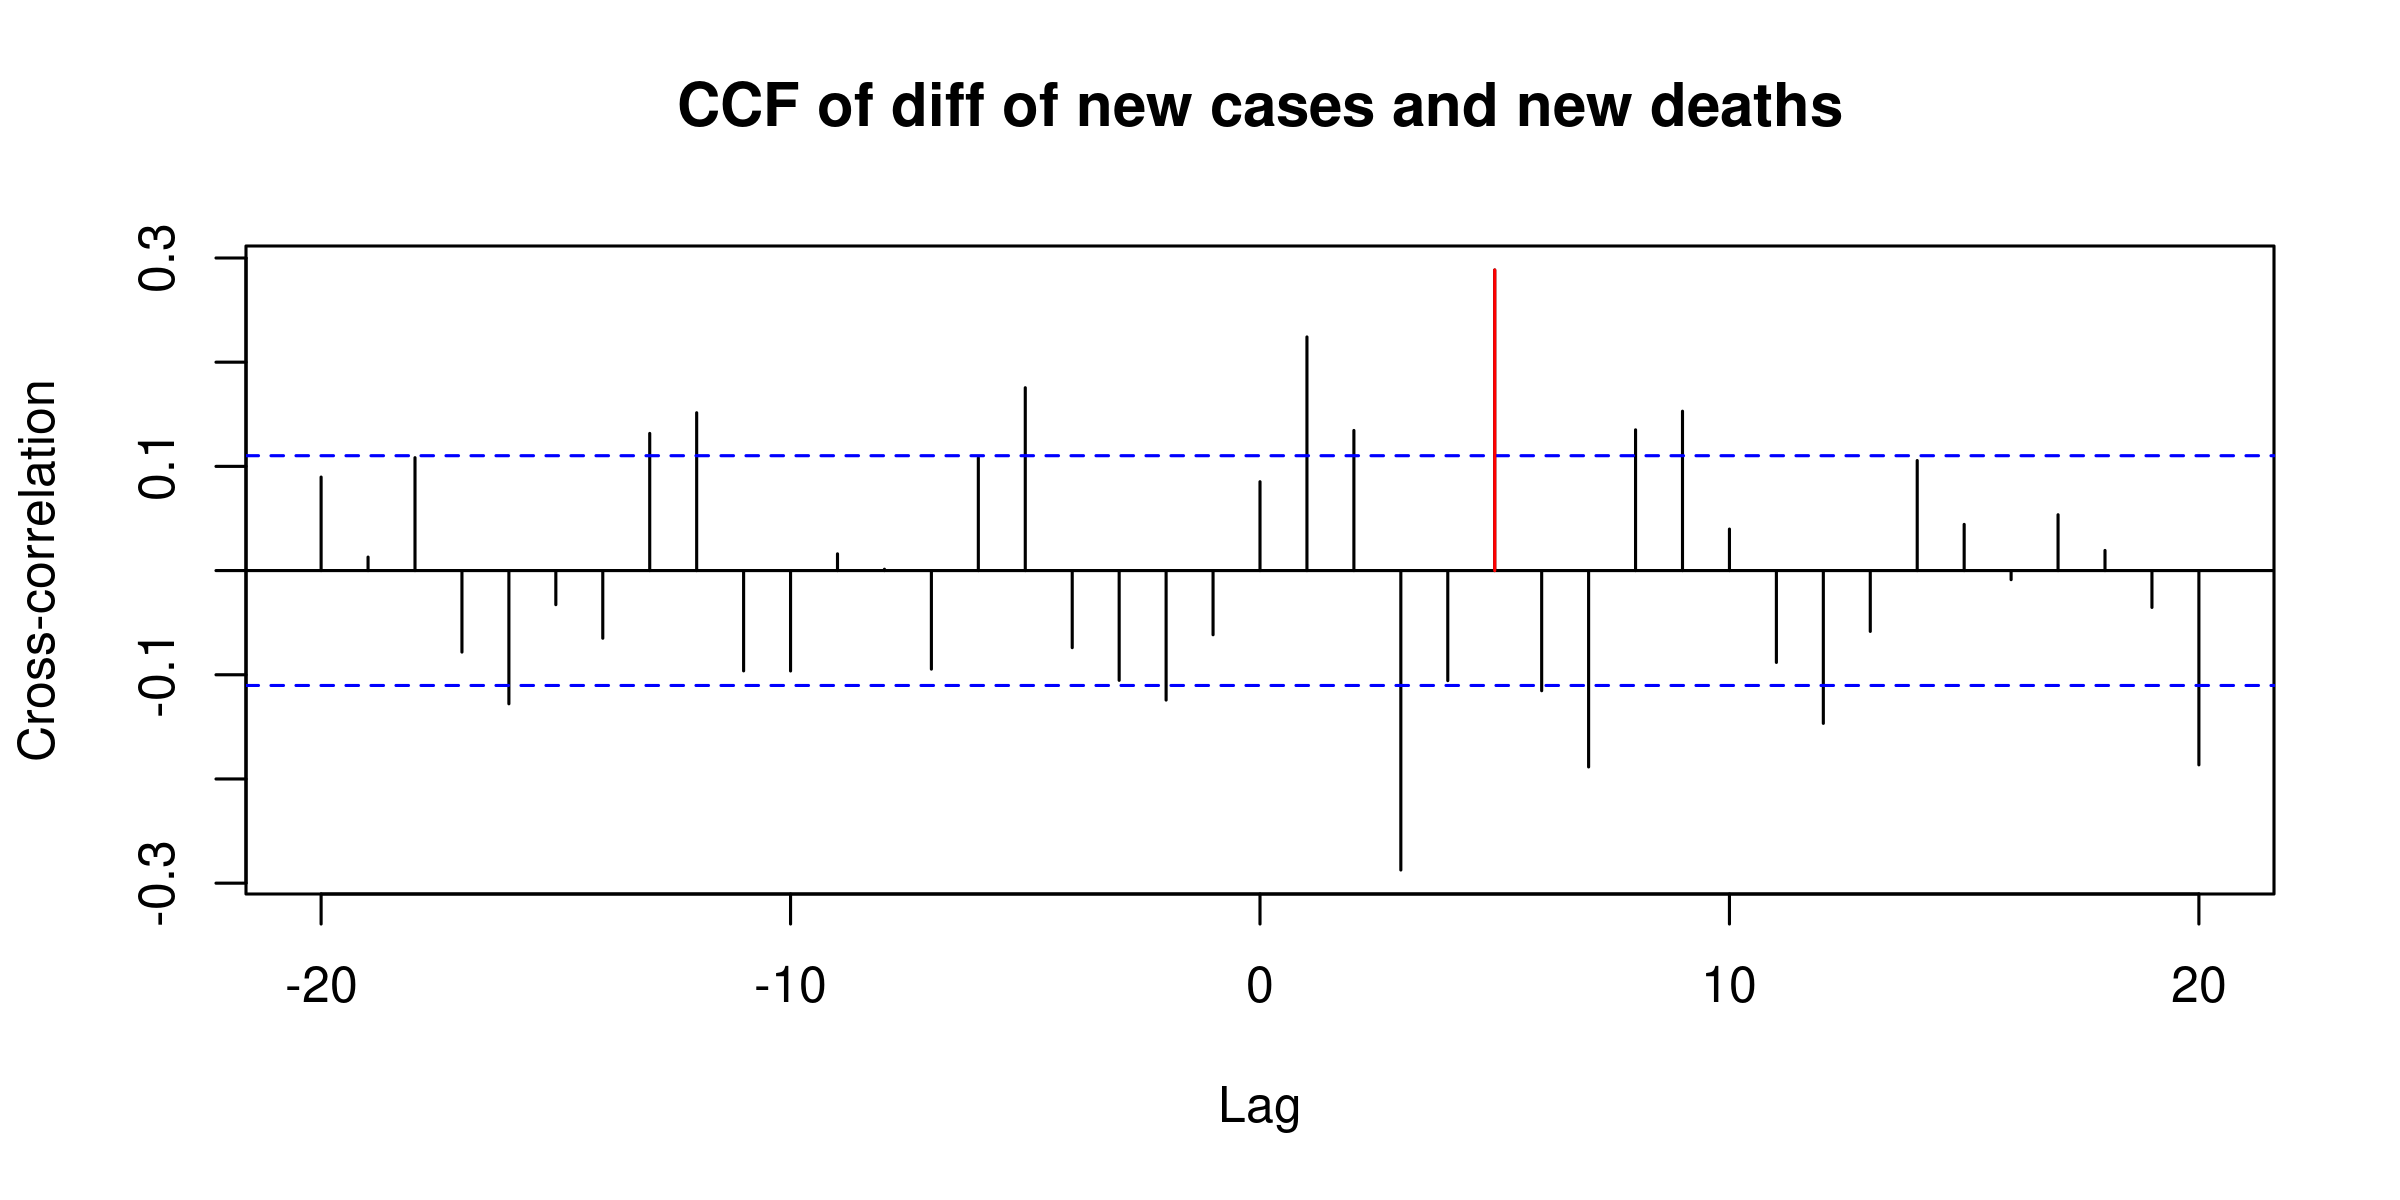 CCF of diff of new cases and new deaths
Cross-correlation
0.3
0.1
-0.1
-0.3
-20 -10 0 10 20
Lag